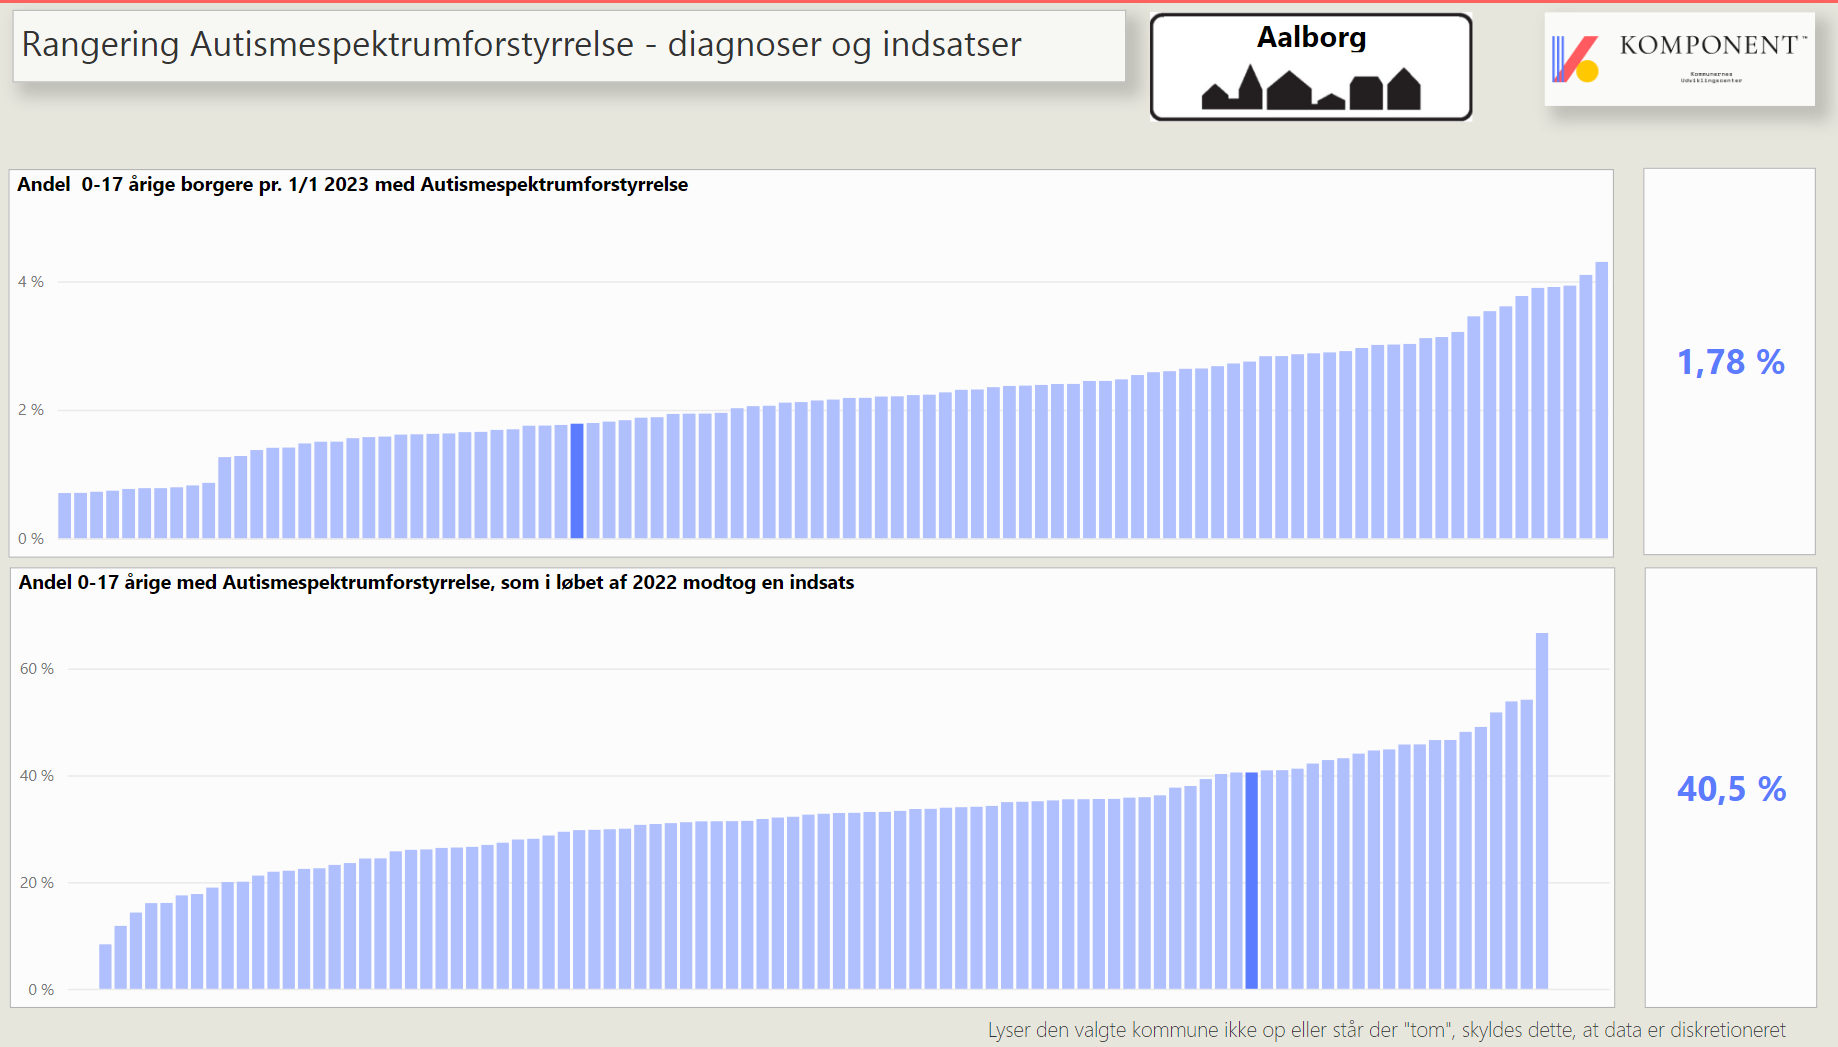 Rangering Autismespektrumforstyrrelse - diagnoser og indsatser
Aalborg
KOMPONENT™
Kommunernes
Udviklingscenter
Andel 0-17 årige borgere pr. 1/1 2023 med Autismespektrumforstyrrelse
4 %
2 %
0 %
1,78 %
Andel 0-17 årige med Autismespektrumforstyrrelse, som i løbet af 2022 modtog en indsats
60 %
40 %
20 %
0 %
40,5 %
Lyser den valgte kommune ikke op eller står der "tom", skyldes dette, at data er diskretioneret